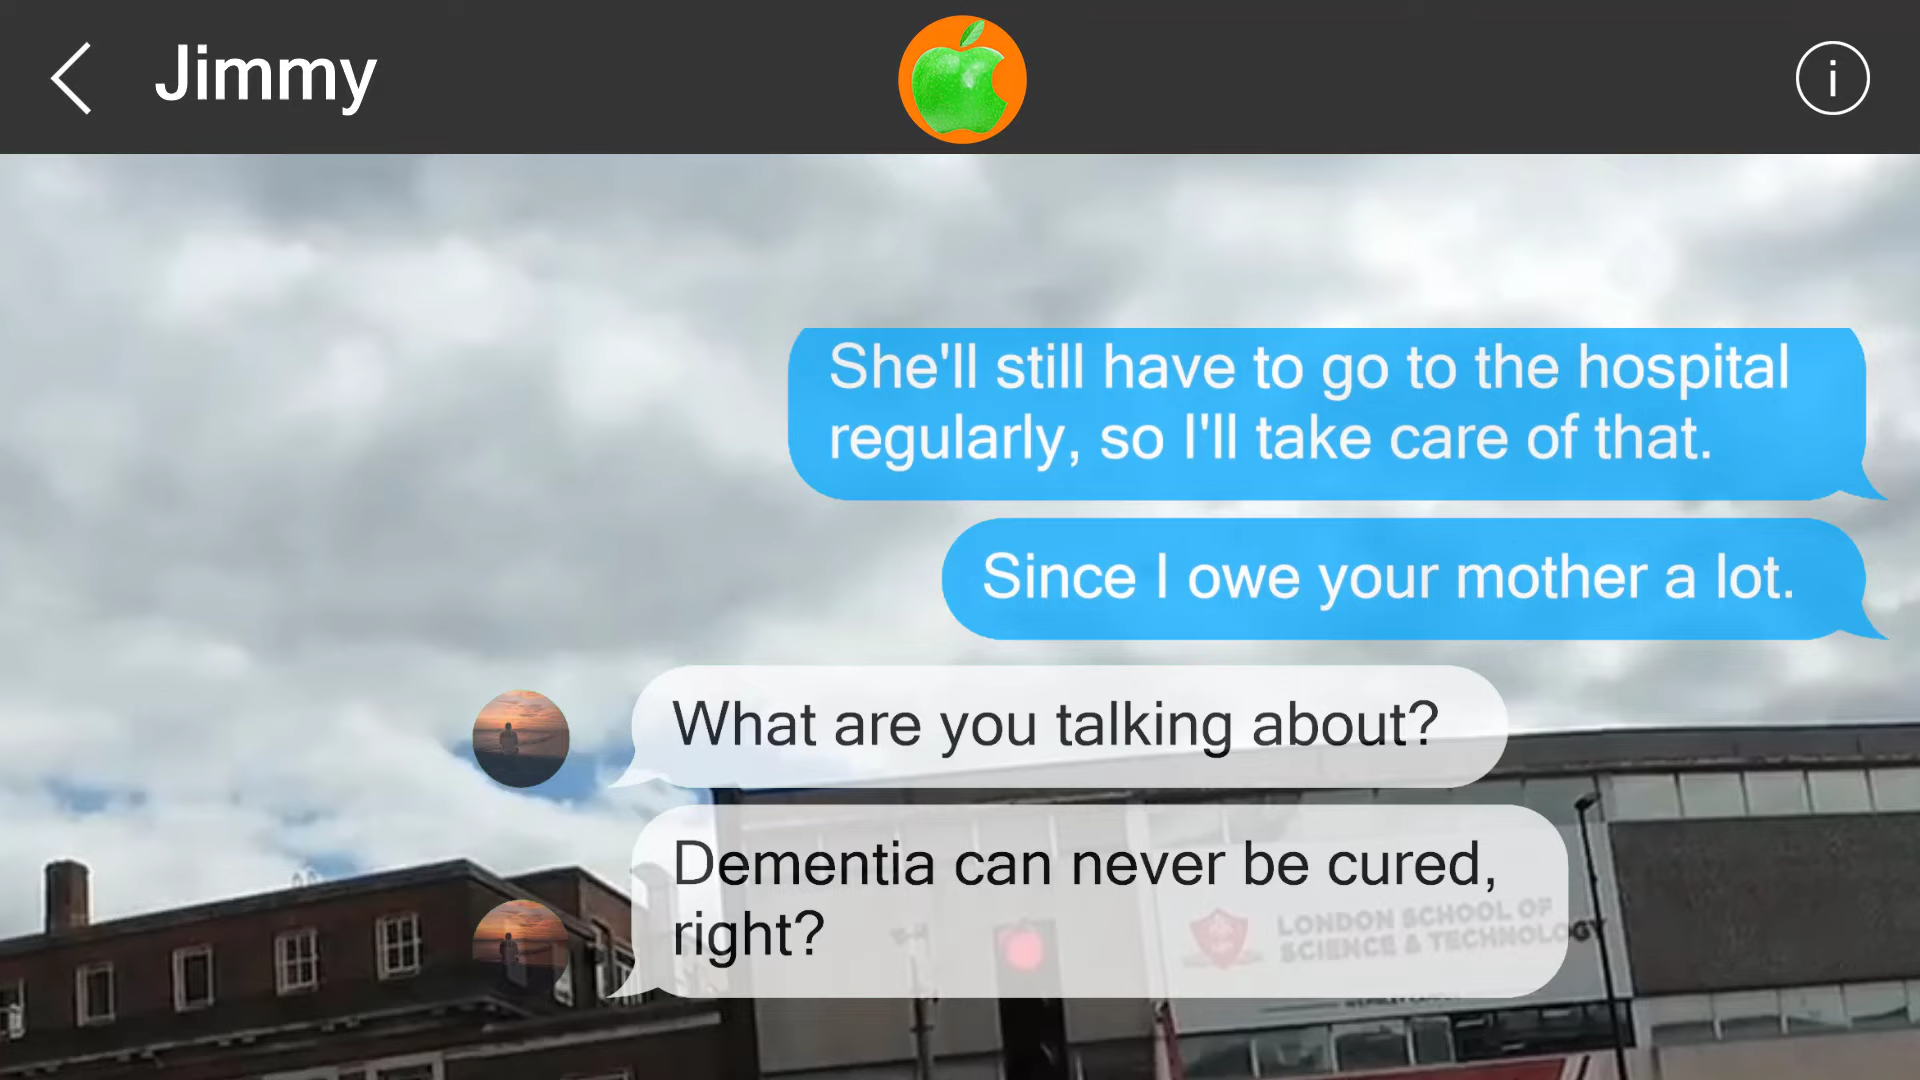 Jimmy
i
She'll still have to go to the hospital
regularly, so I'll take care of that.
Since I owe your mother a lot.
What are you talking about?
Dementia can never be cured,
right?
LONDON SCHOOL OF
SCIENCE & TECHNOLOGY